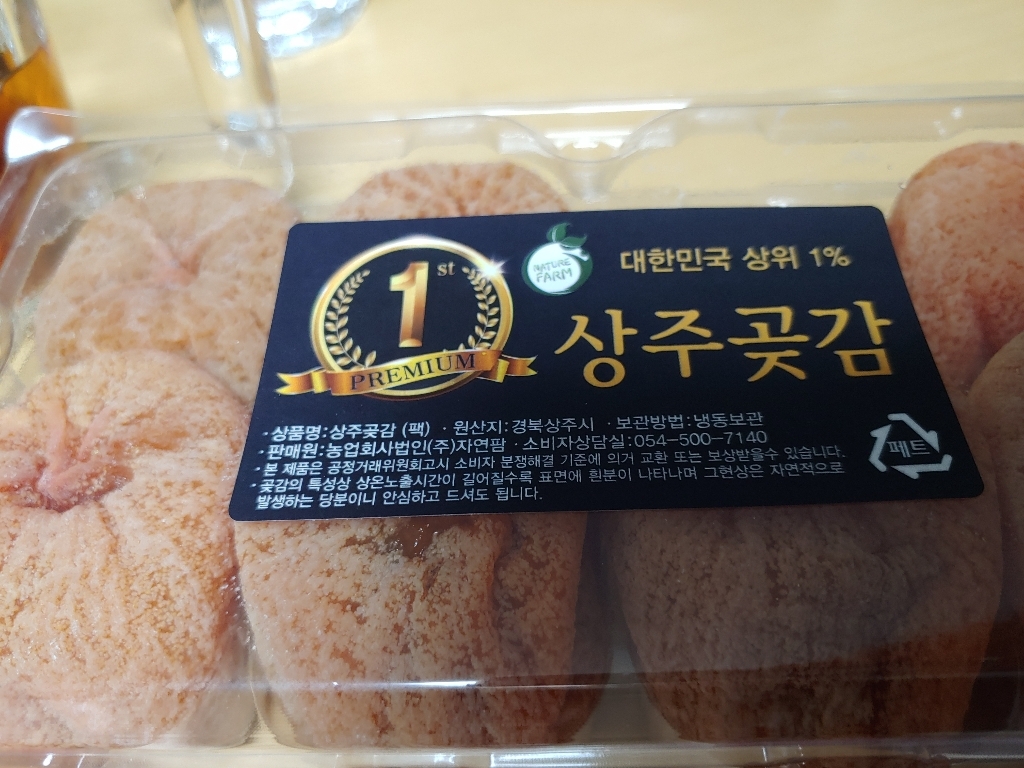 1st
PREMIUM
NATURE
FARM
대한민국 상위 1%
상주곶감
· 상품명: 상주곶감 (팩) · 원산지: 경북상주시 · 보관방법: 냉동보관
· 판매원: 농업회사법인(주)자연팜 · 소비자상담실: 054-500-7140
· 본 제품은 공정거래위원회고시 소비자 분쟁해결 기준에 의거 교환 또는 보상받을수 있습니다.
· 곶감의 특성상 상온노출시간이 길어질수록 표면에 흰분이 나타나며 그현상은 자연적으로
발생하는 당분이니 안심하고 드셔도 됩니다.
페트